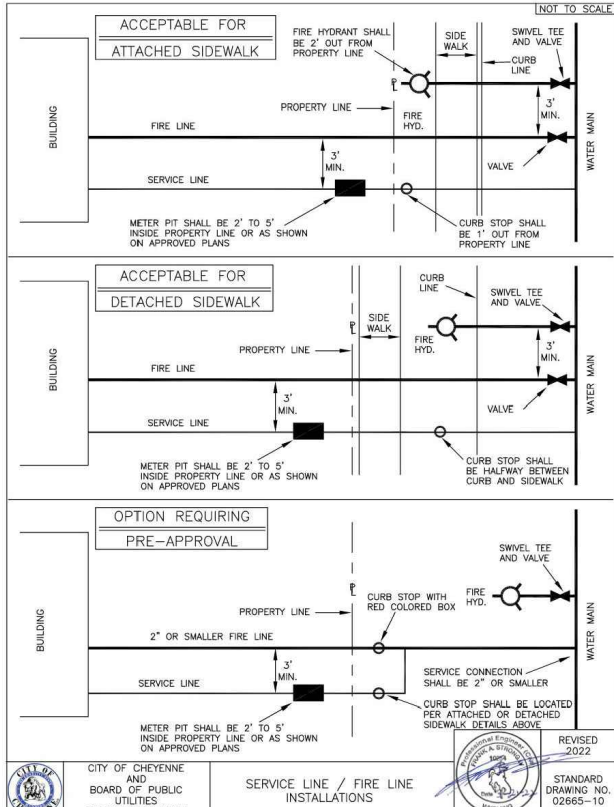 NOT TO SCALE
ACCEPTABLE FOR
ATTACHED SIDEWALK
FIRE HYDRANT SHALL
BE 2' OUT FROM
PROPERTY LINE
SIDE
WALK
SWIVEL TEE
AND VALVE
CURB
LINE
PROPERTY LINE
FIRE
HYD.
3'
MIN.
BUILDING
FIRE LINE
WATER MAIN
3'
MIN.
VALVE
SERVICE LINE
METER PIT SHALL BE 2' TO 5'
INSIDE PROPERTY LINE OR AS SHOWN
ON APPROVED PLANS
CURB STOP SHALL
BE 1' OUT FROM
PROPERTY LINE
ACCEPTABLE FOR
DETACHED SIDEWALK
CURB
LINE
SWIVEL TEE
AND VALVE
SIDE
WALK
PROPERTY LINE
FIRE
HYD.
3'
MIN.
BUILDING
FIRE LINE
WATER MAIN
3'
MIN.
VALVE
SERVICE LINE
METER PIT SHALL BE 2' TO 5'
INSIDE PROPERTY LINE OR AS SHOWN
ON APPROVED PLANS
CURB STOP SHALL
BE HALFWAY BETWEEN
CURB AND SIDEWALK
OPTION REQUIRING
PRE-APPROVAL
SWIVEL TEE
AND VALVE
CURB STOP WITH
RED COLORED BOX
FIRE
HYD.
PROPERTY LINE
BUILDING
2" OR SMALLER FIRE LINE
WATER MAIN
3'
MIN.
SERVICE CONNECTION
SHALL BE 2" OR SMALLER
SERVICE LINE
CURB STOP SHALL BE LOCATED
PER ATTACHED OR DETACHED
SIDEWALK DETAILS ABOVE
METER PIT SHALL BE 2' TO 5'
INSIDE PROPERTY LINE OR AS SHOWN
ON APPROVED PLANS
CITY OF
CITY OF CHEYENNE
AND
BOARD OF PUBLIC
UTILITIES
SERVICE LINE / FIRE LINE
INSTALLATIONS
Professional Engineer
FRANK A. STRONG
Date
REVISED
2022
STANDARD
DRAWING NO.
02665-01